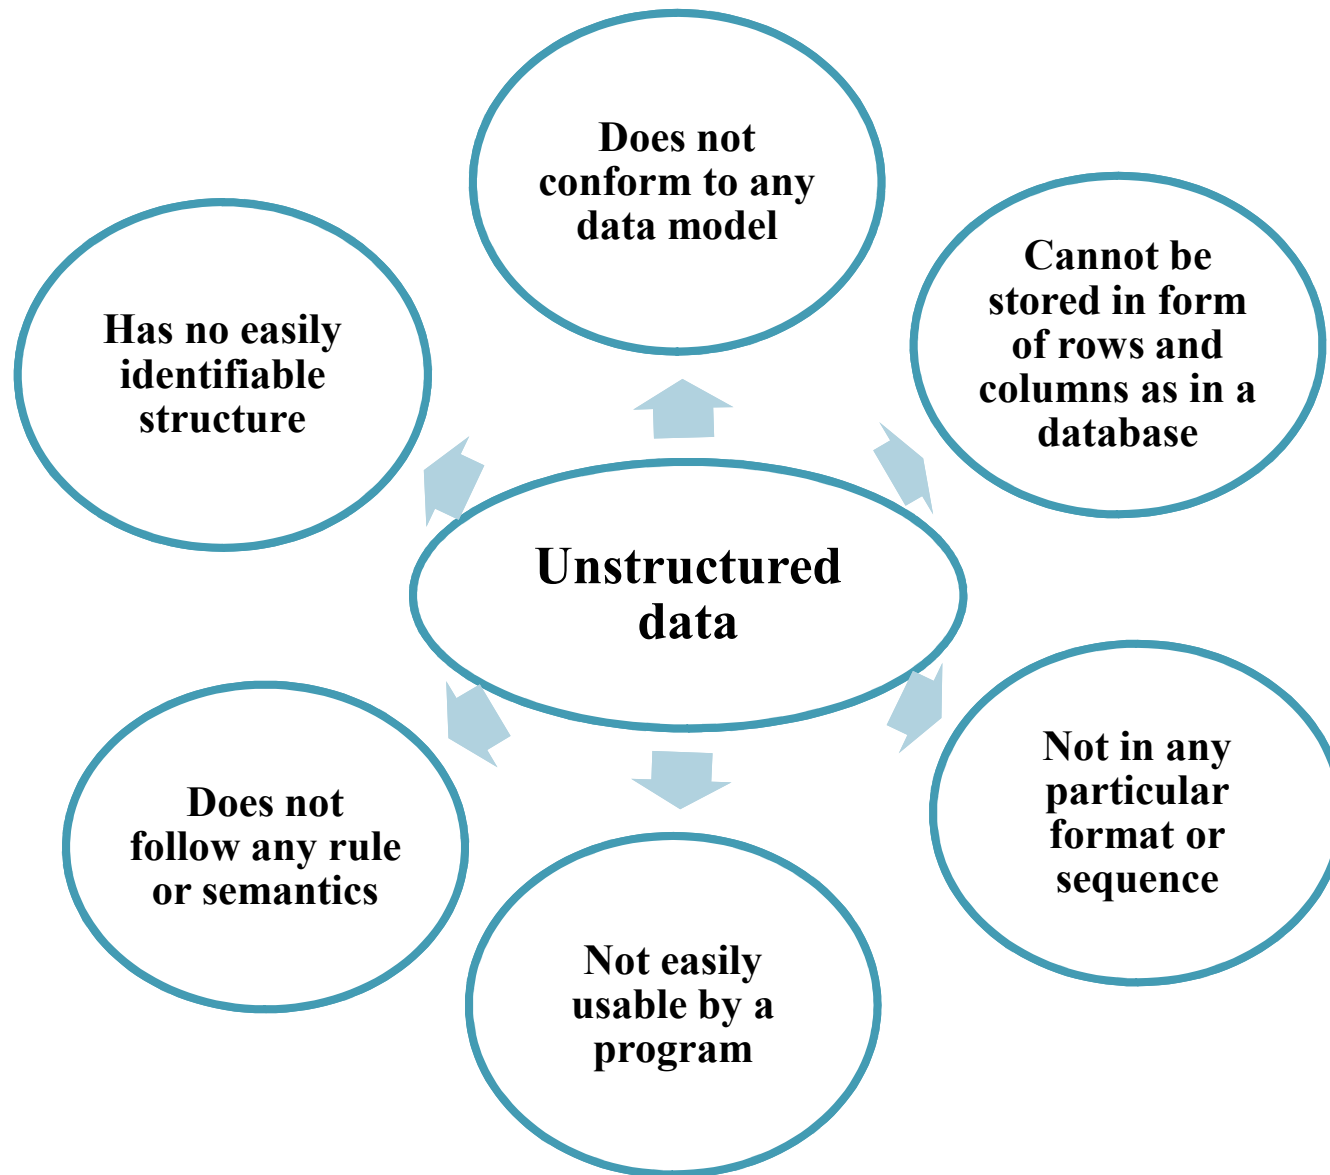 Does not
conform to any
data model
Cannot be
stored in form
of rows and
columns as in a
database
Has no easily
identifiable
structure
Unstructured
data
Not in any
particular
format or
sequence
Does not
follow any rule
or semantics
Not easily
usable by a
program